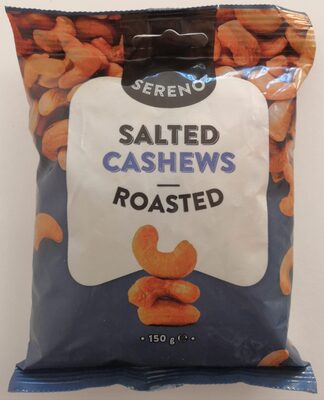 SERENO
SALTED
CASHEWS
ROASTED
• 150 g ℮ •